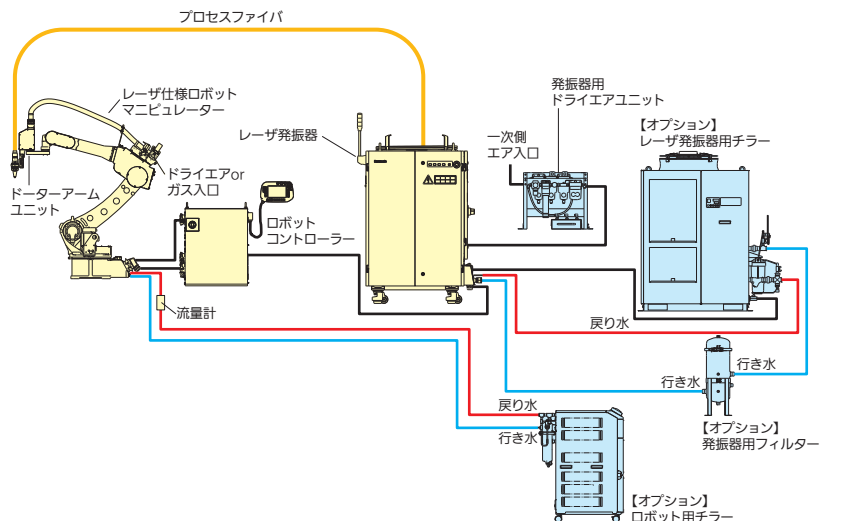 プロセスファイバ
レーザ仕様ロボット
マニピュレーター
レーザ発振器
一次側
エア入口
発振器用
ドライエアユニット
【オプション】
レーザ発振器用チラー
ドーターアーム
ユニット
ドライエアor
ガス入口
ロボット
コントローラー
流量計
戻り水
行き水
行き水
【オプション】
発振器用フィルター
戻り水
行き水
【オプション】
ロボット用チラー